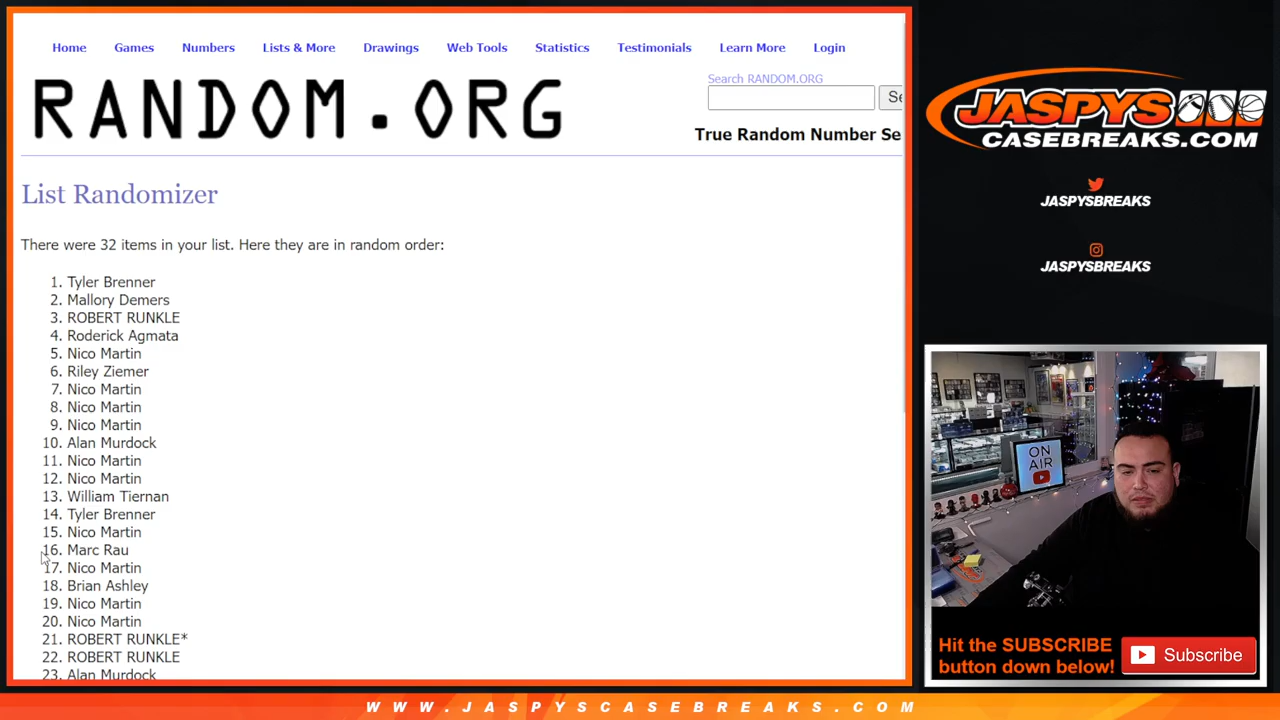 Home Games Numbers Lists & More Drawings Web Tools Statistics Testimonials Learn More Login
RANDOM.ORG
Search RANDOM.ORG
Se
True Random Number Se
List Randomizer
There were 32 items in your list. Here they are in random order:
1. Tyler Brenner
2. Mallory Demers
3. ROBERT RUNKLE
4. Roderick Agmata
5. Nico Martin
6. Riley Ziemer
7. Nico Martin
8. Nico Martin
9. Nico Martin
10. Alan Murdock
11. Nico Martin
12. Nico Martin
13. William Tiernan
14. Tyler Brenner
15. Nico Martin
16. Marc Rau
17. Nico Martin
18. Brian Ashley
19. Nico Martin
20. Nico Martin
21. ROBERT RUNKLE*
22. ROBERT RUNKLE
23. Alan Murdock
JASPYS
CASEBREAKS.COM
JASPYSBREAKS
JASPYSBREAKS
ON
AIR
Hit the SUBSCRIBE
button down below!
Subscribe
WWW.JASPYSCASEBREAKS.COM